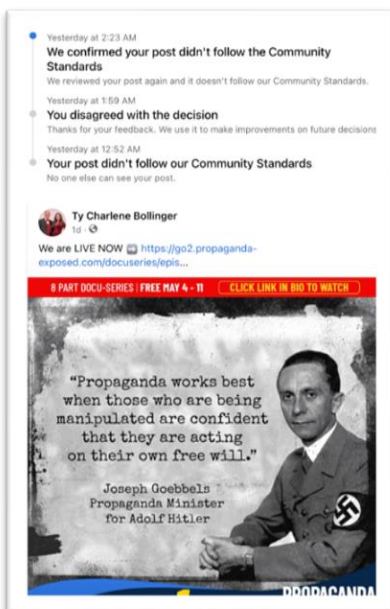 Yesterday at 2:23 AM
We confirmed your post didn't follow the Community
Standards
We reviewed your post again and it doesn't follow our Community Standards.
Yesterday at 1:59 AM
You disagreed with the decision
Thanks for your feedback. We use it to make improvements on future decisions
Yesterday at 12:52 AM
Your post didn't follow our Community Standards
No one else can see your post.
Ty Charlene Bollinger
1d ·
We are LIVE NOW ➡️ https://go2.propaganda-
exposed.com/docuseries/epis...
8 PART DOCU-SERIES | FREE MAY 4 - 11 CLICK LINK IN BIO TO WATCH
"Propaganda works best
when those who are being
manipulated are confident
that they are acting
on their own free will."
Joseph Goebbels
Propaganda Minister
for Adolf Hitler
PROPAGANDA